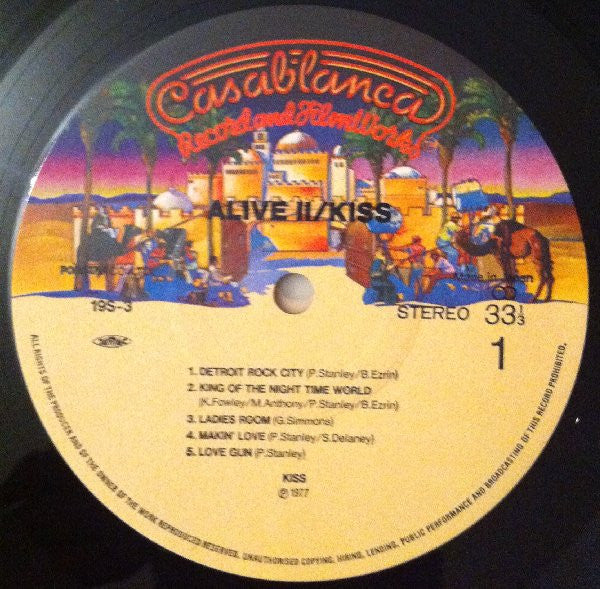 Casablanca
Record and FilmWorks
ALIVE II/KISS
19S-3
STEREO 33 1/3
1
1. DETROIT ROCK CITY (P.Stanley/B.Ezrin)
2. KING OF THE NIGHT TIME WORLD
(K.Fowley/M.Anthony/P.Stanley/B.Ezrin)
3. LADIES ROOM (G.Simmons)
4. MAKIN' LOVE (P.Stanley/S.Delaney)
5. LOVE GUN (P.Stanley)
KISS
℗ 1977
ALL RIGHTS OF THE PRODUCER AND OF THE OWNER OF THE WORK REPRODUCED RESERVED. UNAUTHORISED COPYING, HIRING, LENDING, PUBLIC PERFORMANCE AND BROADCASTING OF THIS RECORD PROHIBITED.